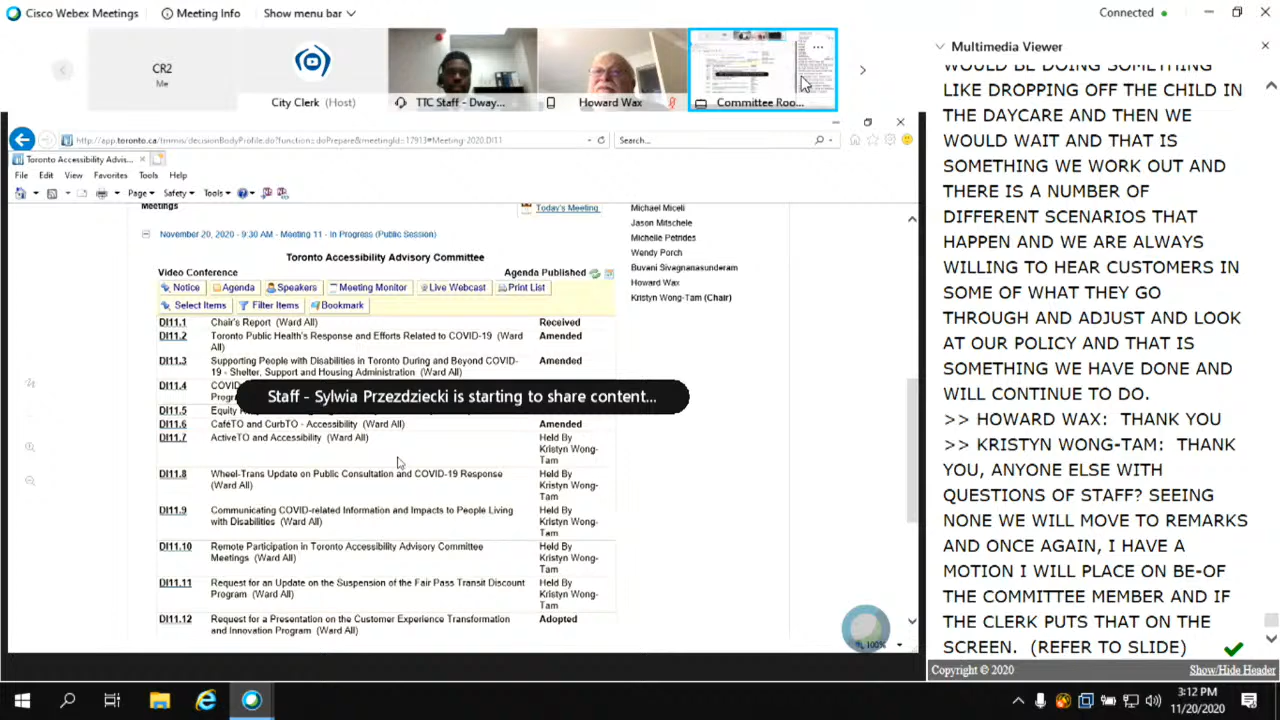 Cisco Webex Meetings
Meeting Info
Show menu bar
Connected
CR2
Me
City Clerk (Host)
TTC Staff - Dway...
Howard Wax
Committee Roo...
Multimedia Viewer
http://app.toronto.ca/tmmis/decisionBodyProfile.do?function=doPrepare&meetingId=17913#Meeting-2020.DI11
Search...
Toronto Accessibility Advis...
File Edit View Favorites Tools Help
Page Safety Tools
Meetings
Today's Meeting
November 20, 2020 - 9:30 AM - Meeting 11 - In Progress (Public Session)
Toronto Accessibility Advisory Committee
Video Conference
Agenda Published
Notice Agenda Speakers Meeting Monitor Live Webcast Print List
Select Items Filter Items Bookmark
DI11.1 Chair's Report (Ward All) Received
DI11.2 Toronto Public Health's Response and Efforts Related to COVID-19 (Ward All) Amended
DI11.3 Supporting People with Disabilities in Toronto During and Beyond COVID-19 - Shelter, Support and Housing Administration (Ward All) Amended
DI11.4 COVID
Progr
Staff - Sylwia Przezdziecki is starting to share content...
DI11.5 Equity
DI11.6 CaféTO and CurbTO - Accessibility (Ward All) Amended
DI11.7 ActiveTO and Accessibility (Ward All) Held By Kristyn Wong-Tam
DI11.8 Wheel-Trans Update on Public Consultation and COVID-19 Response (Ward All) Held By Kristyn Wong-Tam
DI11.9 Communicating COVID-related Information and Impacts to People Living with Disabilities (Ward All) Held By Kristyn Wong-Tam
DI11.10 Remote Participation in Toronto Accessibility Advisory Committee Meetings (Ward All) Held By Kristyn Wong-Tam
DI11.11 Request for an Update on the Suspension of the Fair Pass Transit Discount Program (Ward All) Held By Kristyn Wong-Tam
DI11.12 Request for a Presentation on the Customer Experience Transformation and Innovation Program (Ward All) Adopted
Michael Miceli
Jason Mitschele
Michelle Petrides
Wendy Porch
Buvani Sivagnanasunderam
Howard Wax
Kristyn Wong-Tam (Chair)
100%
WOULD BE DOING SOMETHING
LIKE DROPPING OFF THE CHILD IN
THE DAYCARE AND THEN WE
WOULD WAIT AND THAT IS
SOMETHING WE WORK OUT AND
THERE IS A NUMBER OF
DIFFERENT SCENARIOS THAT
HAPPEN AND WE ARE ALWAYS
WILLING TO HEAR CUSTOMERS IN
SOME OF WHAT THEY GO
THROUGH AND ADJUST AND LOOK
AT OUR POLICY AND THAT IS
SOMETHING WE HAVE DONE AND
WILL CONTINUE TO DO.
>> HOWARD WAX: THANK YOU
>> KRISTYN WONG-TAM: THANK
YOU, ANYONE ELSE WITH
QUESTIONS OF STAFF? SEEING
NONE WE WILL MOVE TO REMARKS
AND ONCE AGAIN, I HAVE A
MOTION I WILL PLACE ON BE-OF
THE COMMITTEE MEMBER AND IF
THE CLERK PUTS THAT ON THE
SCREEN. (REFER TO SLIDE)
Copyright © 2020
Show/Hide Header
3:12 PM
11/20/2020